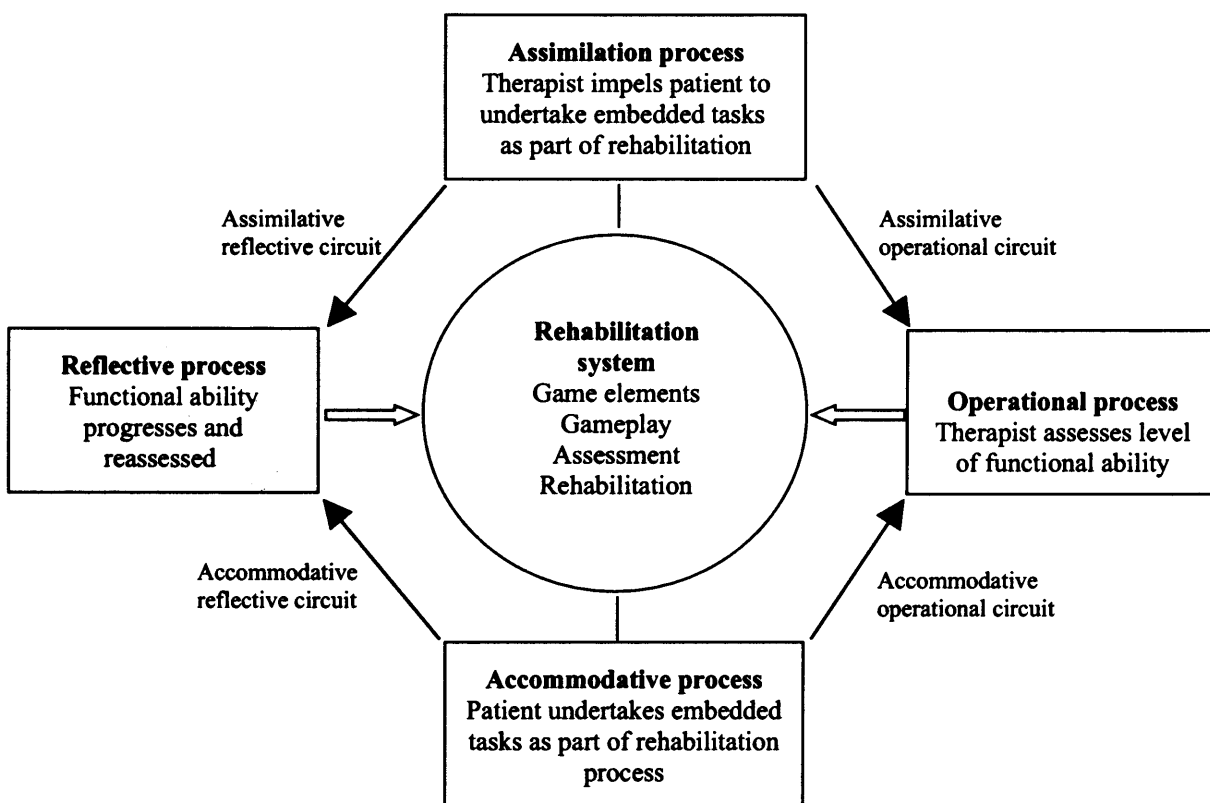 Assimilation process
Therapist impels patient to
undertake embedded tasks
as part of rehabilitation
Assimilative
reflective circuit
Assimilative
operational circuit
Reflective process
Functional ability
progresses and
reassessed
Rehabilitation
system
Game elements
Gameplay
Assessment
Rehabilitation
Operational process
Therapist assesses level
of functional ability
Accommodative
reflective circuit
Accommodative
operational circuit
Accommodative process
Patient undertakes embedded
tasks as part of rehabilitation
process